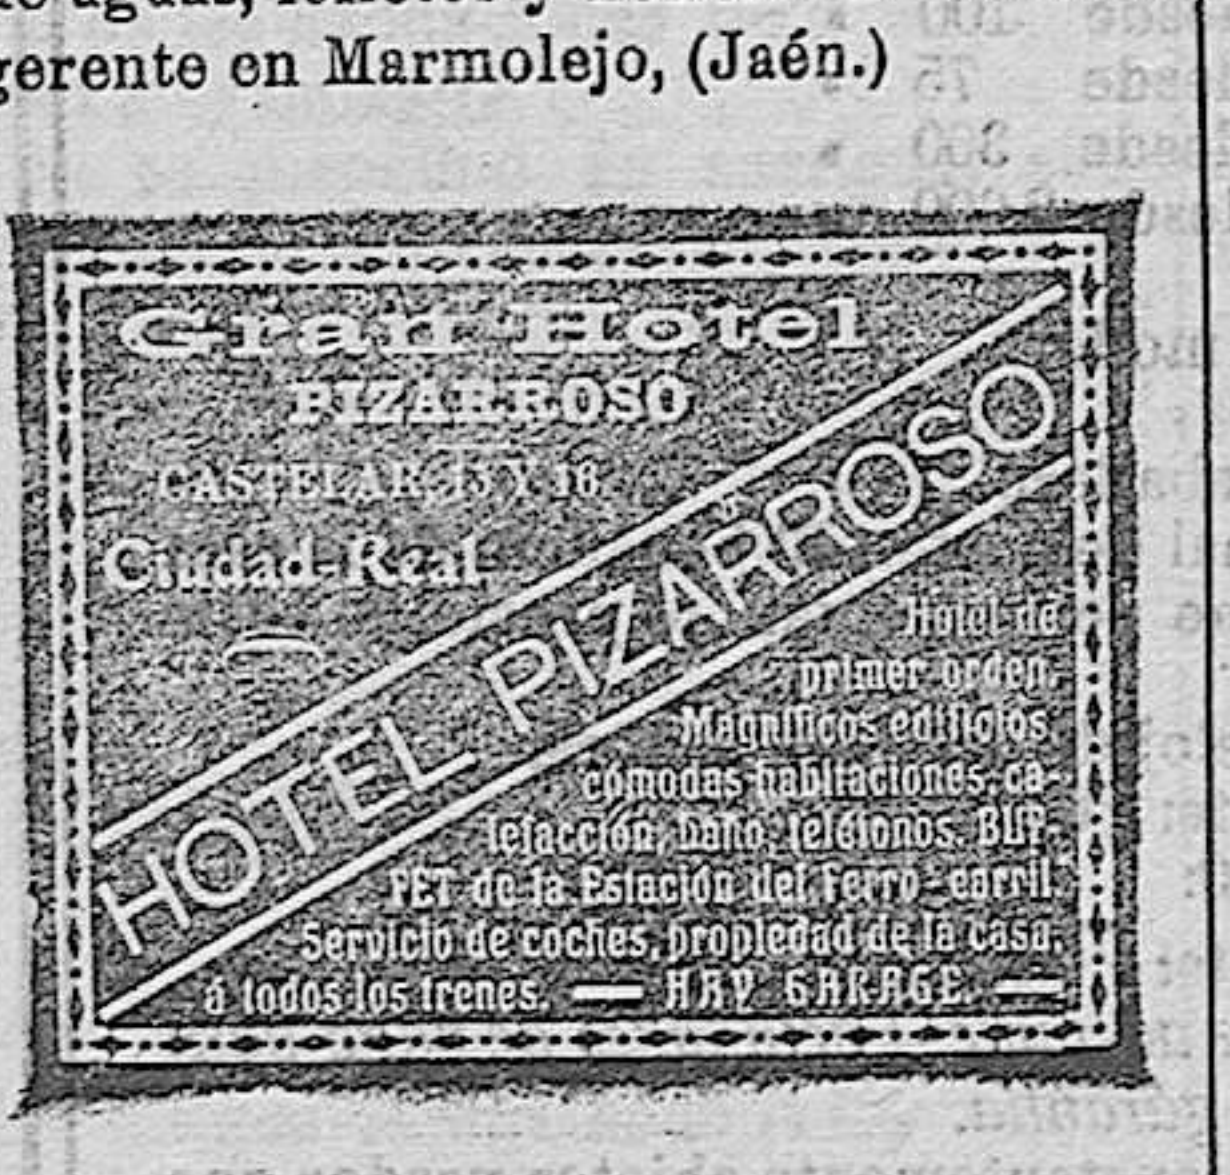 gerente en Marmolejo, (Jaén.)
Gran Hotel
PIZARROSO
CASTELAR, Y
Ciudad-Real
HOTEL PIZARROSO
Hotel de
primer orden.
Magníficos edificios,
cómodas habitaciones, ca-
lefacción, baño, teléfonos. BUF-
FET de la Estación del Ferro-carril.
Servicio de coches, propiedad de la casa,
á todos los trenes. — HAY GARAGE. —